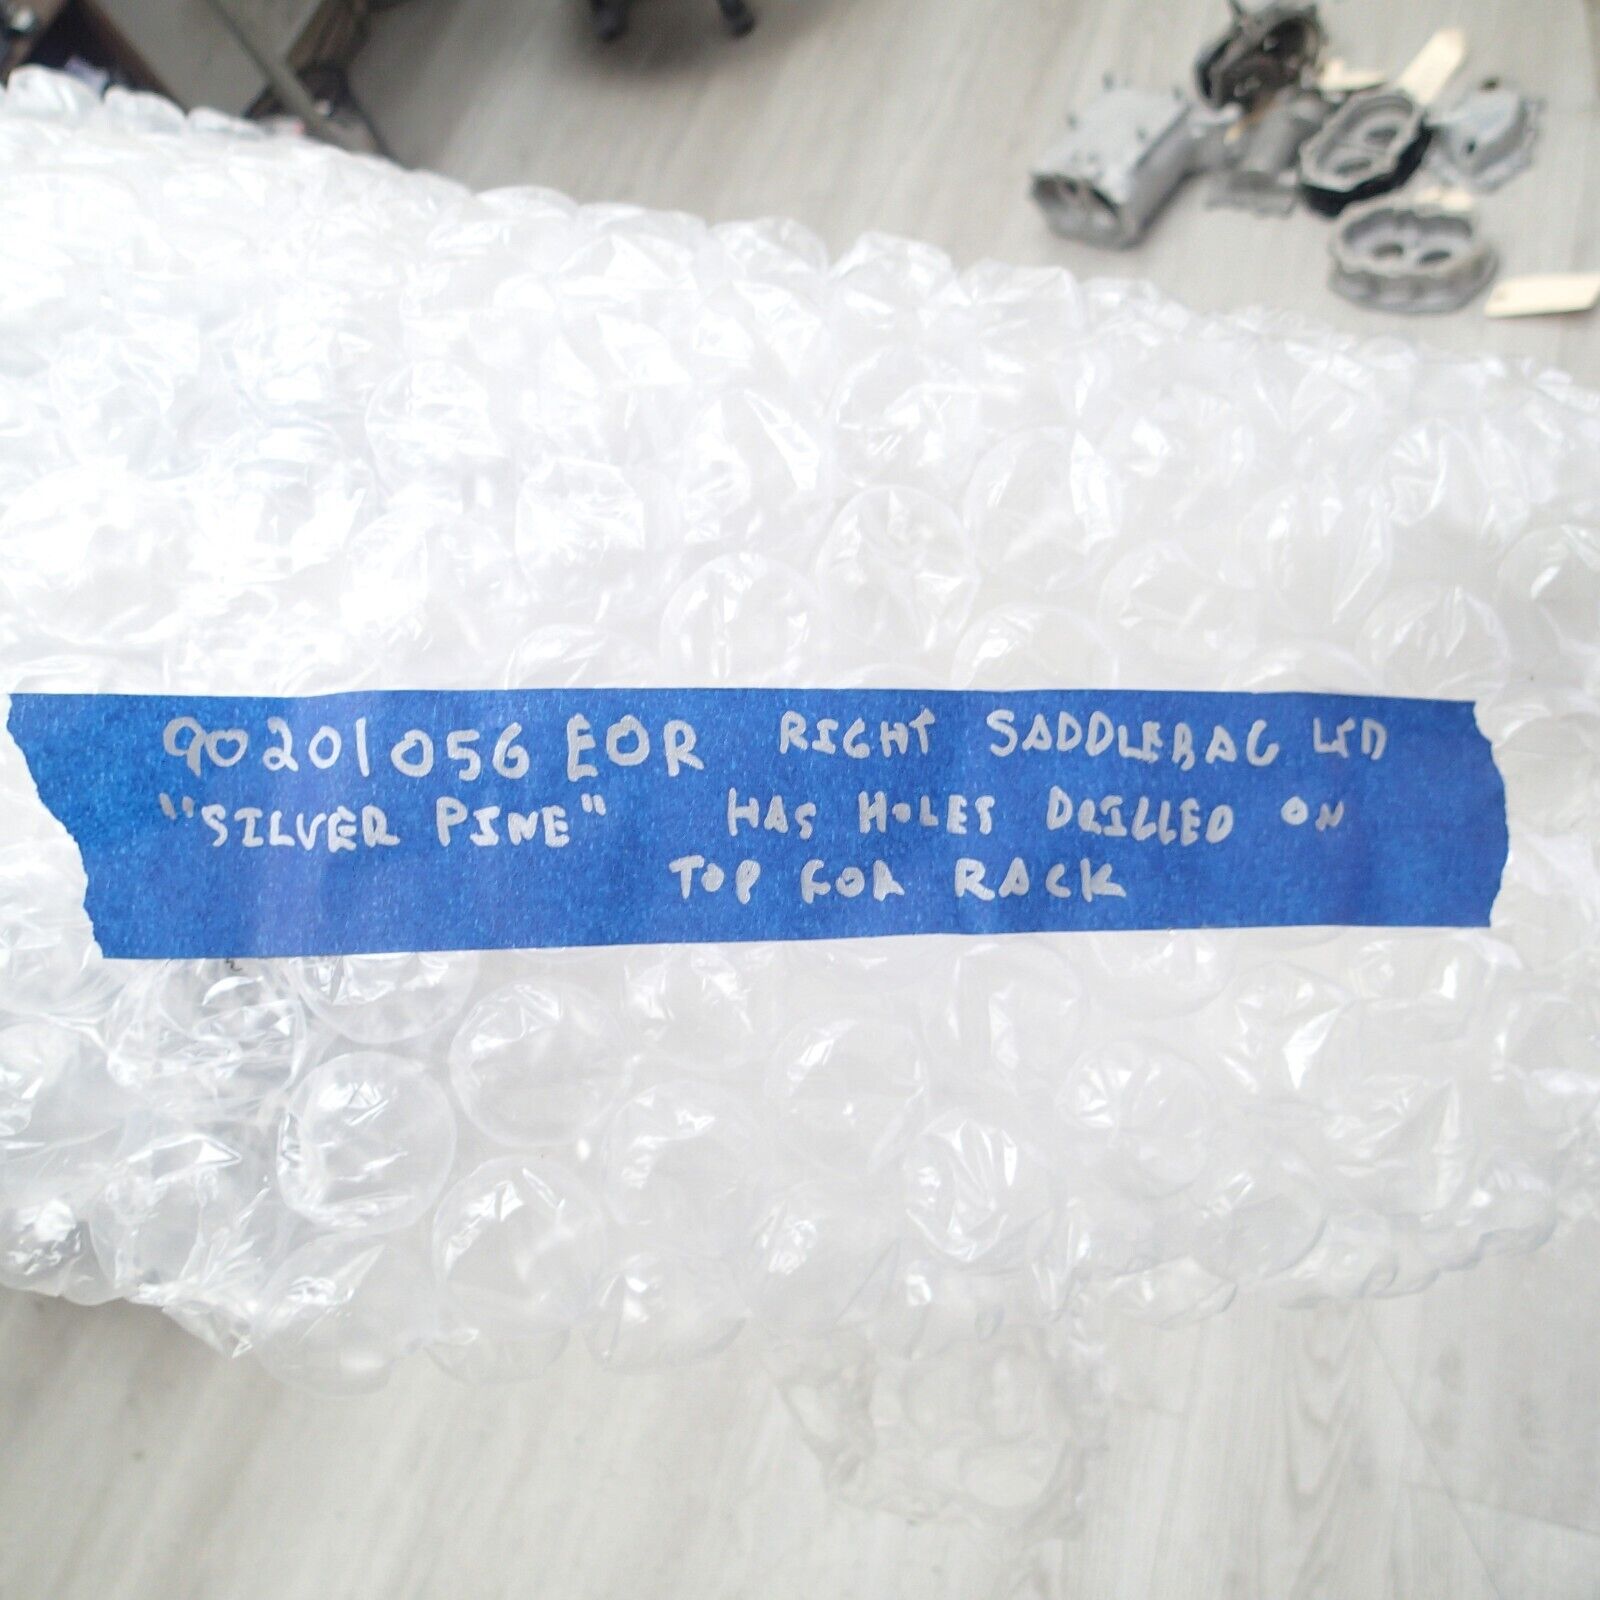 90201056 EOR RIGHT SADDLEBAG LID
"SILVER PINE" HAS HOLES DRILLED ON
TOP FOR RACK